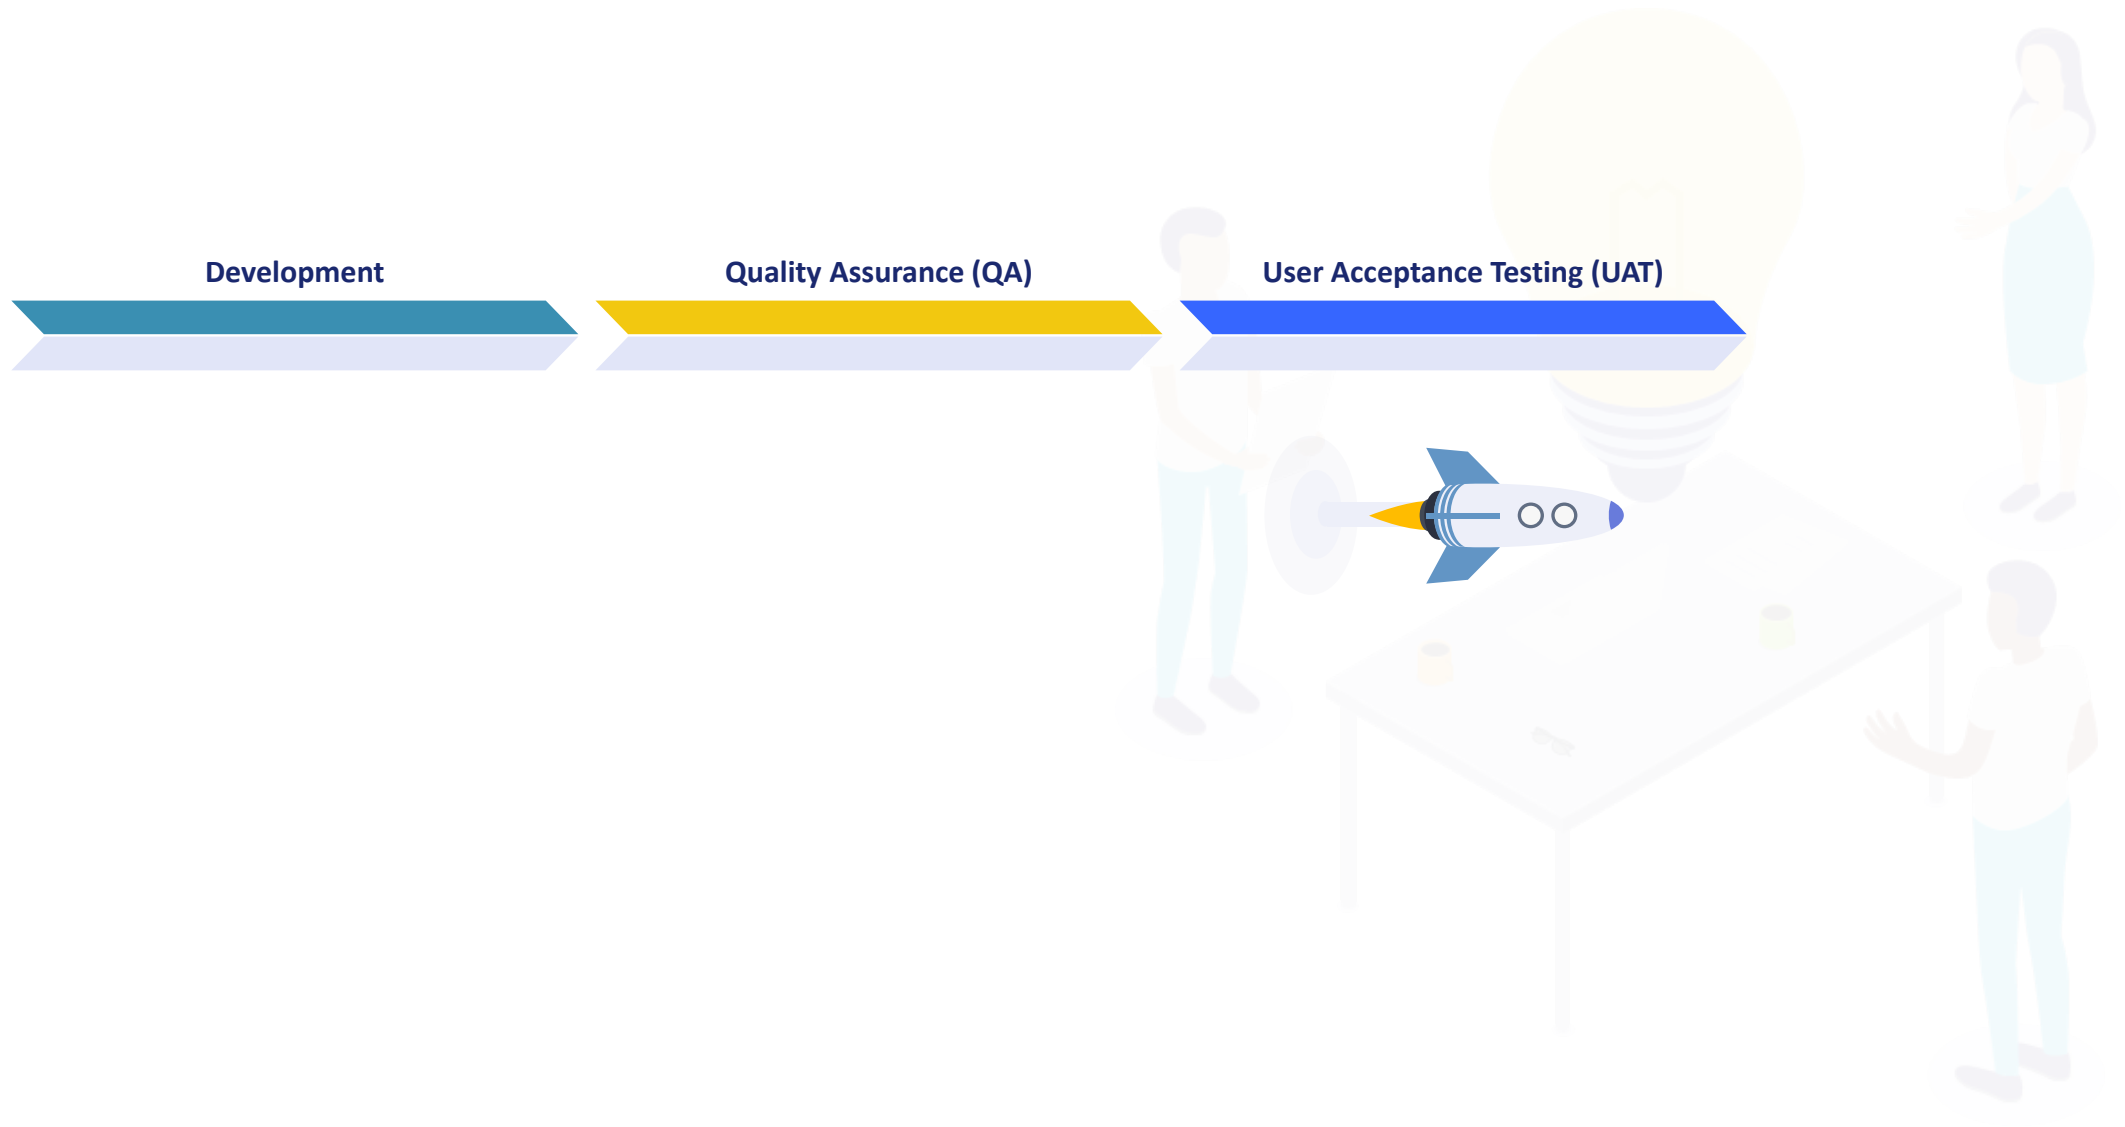 Development
Quality Assurance (QA)
User Acceptance Testing (UAT)